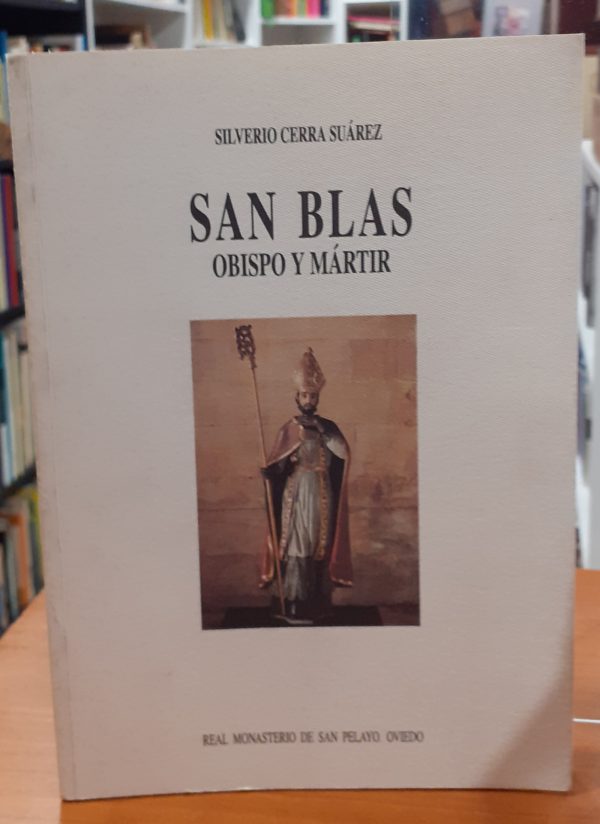 SILVERIO CERRA SUÁREZ
SAN BLAS
OBISPO Y MÁRTIR
REAL MONASTERIO DE SAN PELAYO. OVIEDO